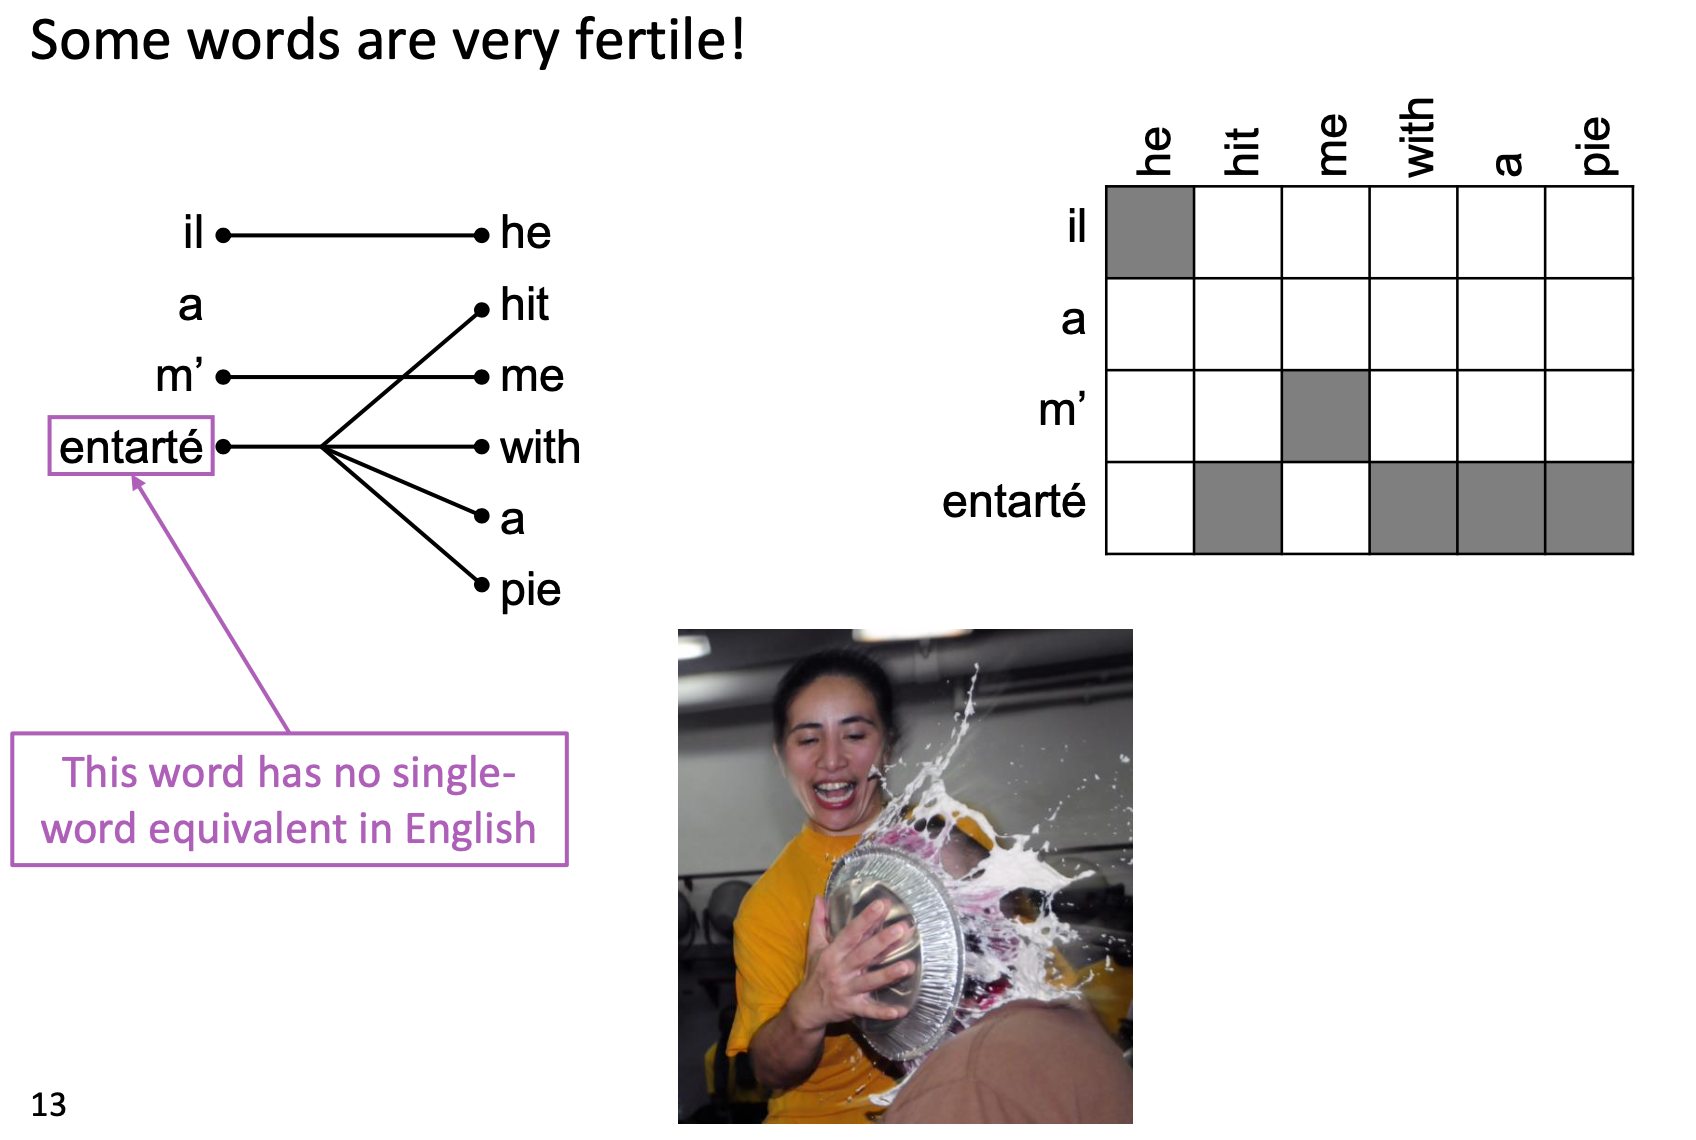 Some words are very fertile!
il he
a hit
m’ me
entarté with
a
pie
This word has no single-
word equivalent in English
he hit me with a pie
il
a
m’
entarté
13